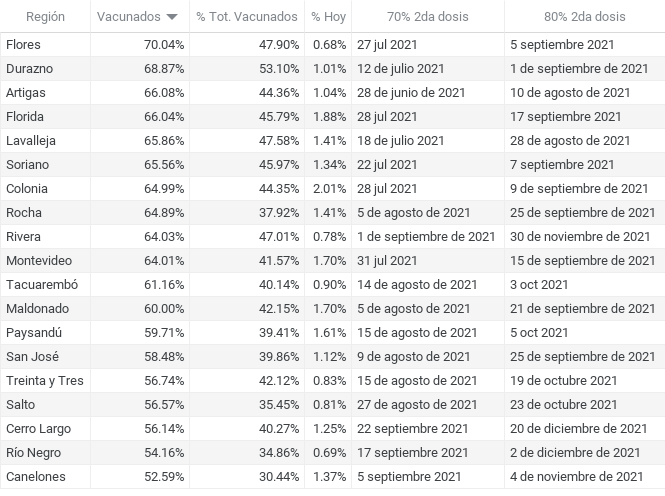 Región Vacunados % Tot. Vacunados % Hoy 70% 2da dosis 80% 2da dosis
Flores 70.04% 47.90% 0.68% 27 jul 2021 5 septiembre 2021
Durazno 68.87% 53.10% 1.01% 12 de julio 2021 1 de septiembre de 2021
Artigas 66.08% 44.36% 1.04% 28 de junio de 2021 10 de agosto de 2021
Florida 66.04% 45.79% 1.88% 28 jul 2021 17 septiembre 2021
Lavalleja 65.86% 47.58% 1.41% 18 de julio 2021 28 de agosto de 2021
Soriano 65.56% 45.97% 1.34% 22 jul 2021 7 septiembre 2021
Colonia 64.99% 44.35% 2.01% 28 jul 2021 9 de septiembre de 2021
Rocha 64.89% 37.92% 1.41% 5 de agosto de 2021 25 de septiembre de 2021
Rivera 64.03% 47.01% 0.78% 1 de septiembre de 2021 30 de noviembre de 2021
Montevideo 64.01% 41.57% 1.70% 31 jul 2021 15 de septiembre de 2021
Tacuarembó 61.16% 40.14% 0.90% 14 de agosto de 2021 3 oct 2021
Maldonado 60.00% 42.15% 1.70% 5 de agosto de 2021 21 de septiembre de 2021
Paysandú 59.71% 39.41% 1.61% 15 de agosto de 2021 5 oct 2021
San José 58.48% 39.86% 1.12% 9 de agosto de 2021 25 de septiembre de 2021
Treinta y Tres 56.74% 42.12% 0.83% 15 de agosto de 2021 19 de octubre 2021
Salto 56.57% 35.45% 0.81% 27 de agosto de 2021 23 de octubre 2021
Cerro Largo 56.14% 40.27% 1.25% 22 septiembre 2021 20 de diciembre de 2021
Río Negro 54.16% 34.86% 0.69% 17 septiembre 2021 2 de diciembre de 2021
Canelones 52.59% 30.44% 1.37% 5 septiembre 2021 4 de noviembre de 2021